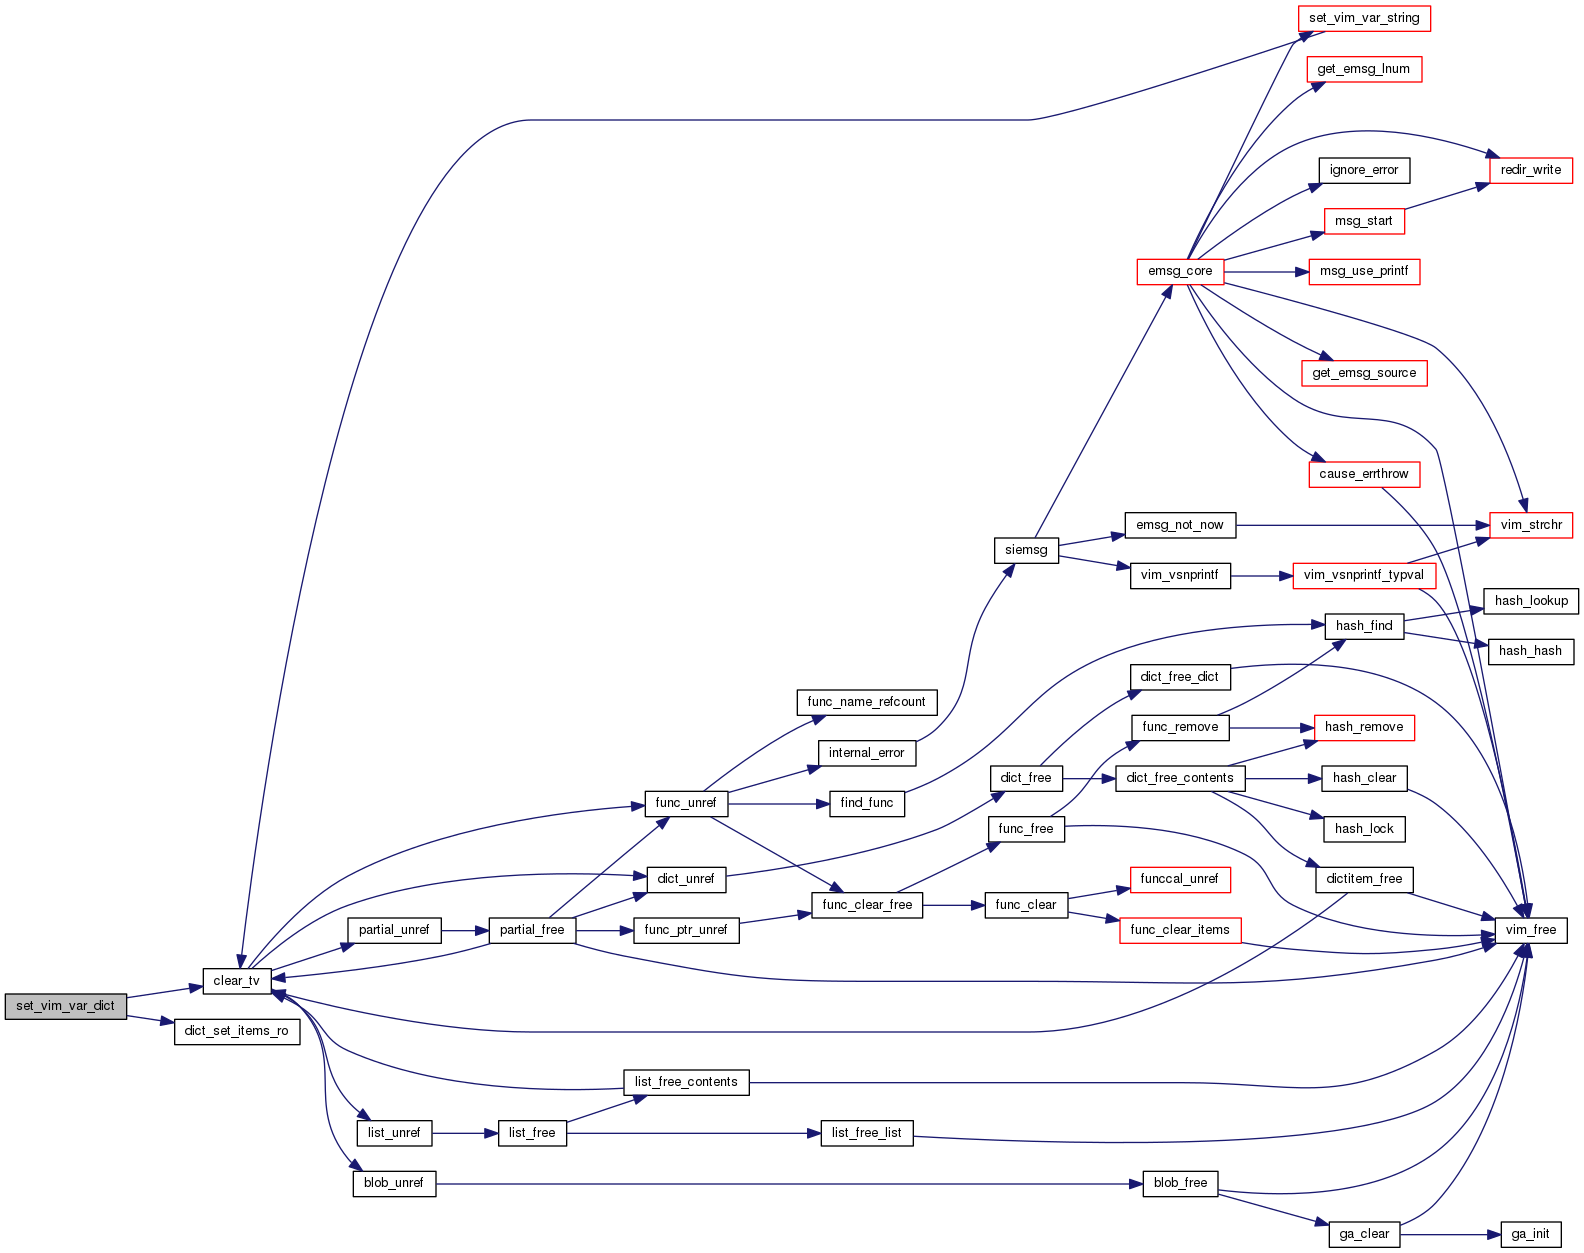 set_vim_var_string
get_emsg_lnum
redir_write
ignore_error
msg_start
emsg_core
msg_use_printf
get_emsg_source
cause_errthrow
emsg_not_now
vim_strchr
siemsg
vim_vsnprintf
vim_vsnprintf_typval
hash_lookup
hash_find
hash_hash
dict_free_dict
func_name_refcount
func_remove
hash_remove
internal_error
dict_free
dict_free_contents
hash_clear
func_unref
find_func
func_free
hash_lock
dict_unref
funccal_unref
dictitem_free
func_clear_free
func_clear
partial_unref
partial_free
func_ptr_unref
func_clear_items
vim_free
clear_tv
set_vim_var_dict
dict_set_items_ro
list_free_contents
list_unref
list_free
list_free_list
blob_unref
blob_free
ga_clear
ga_init